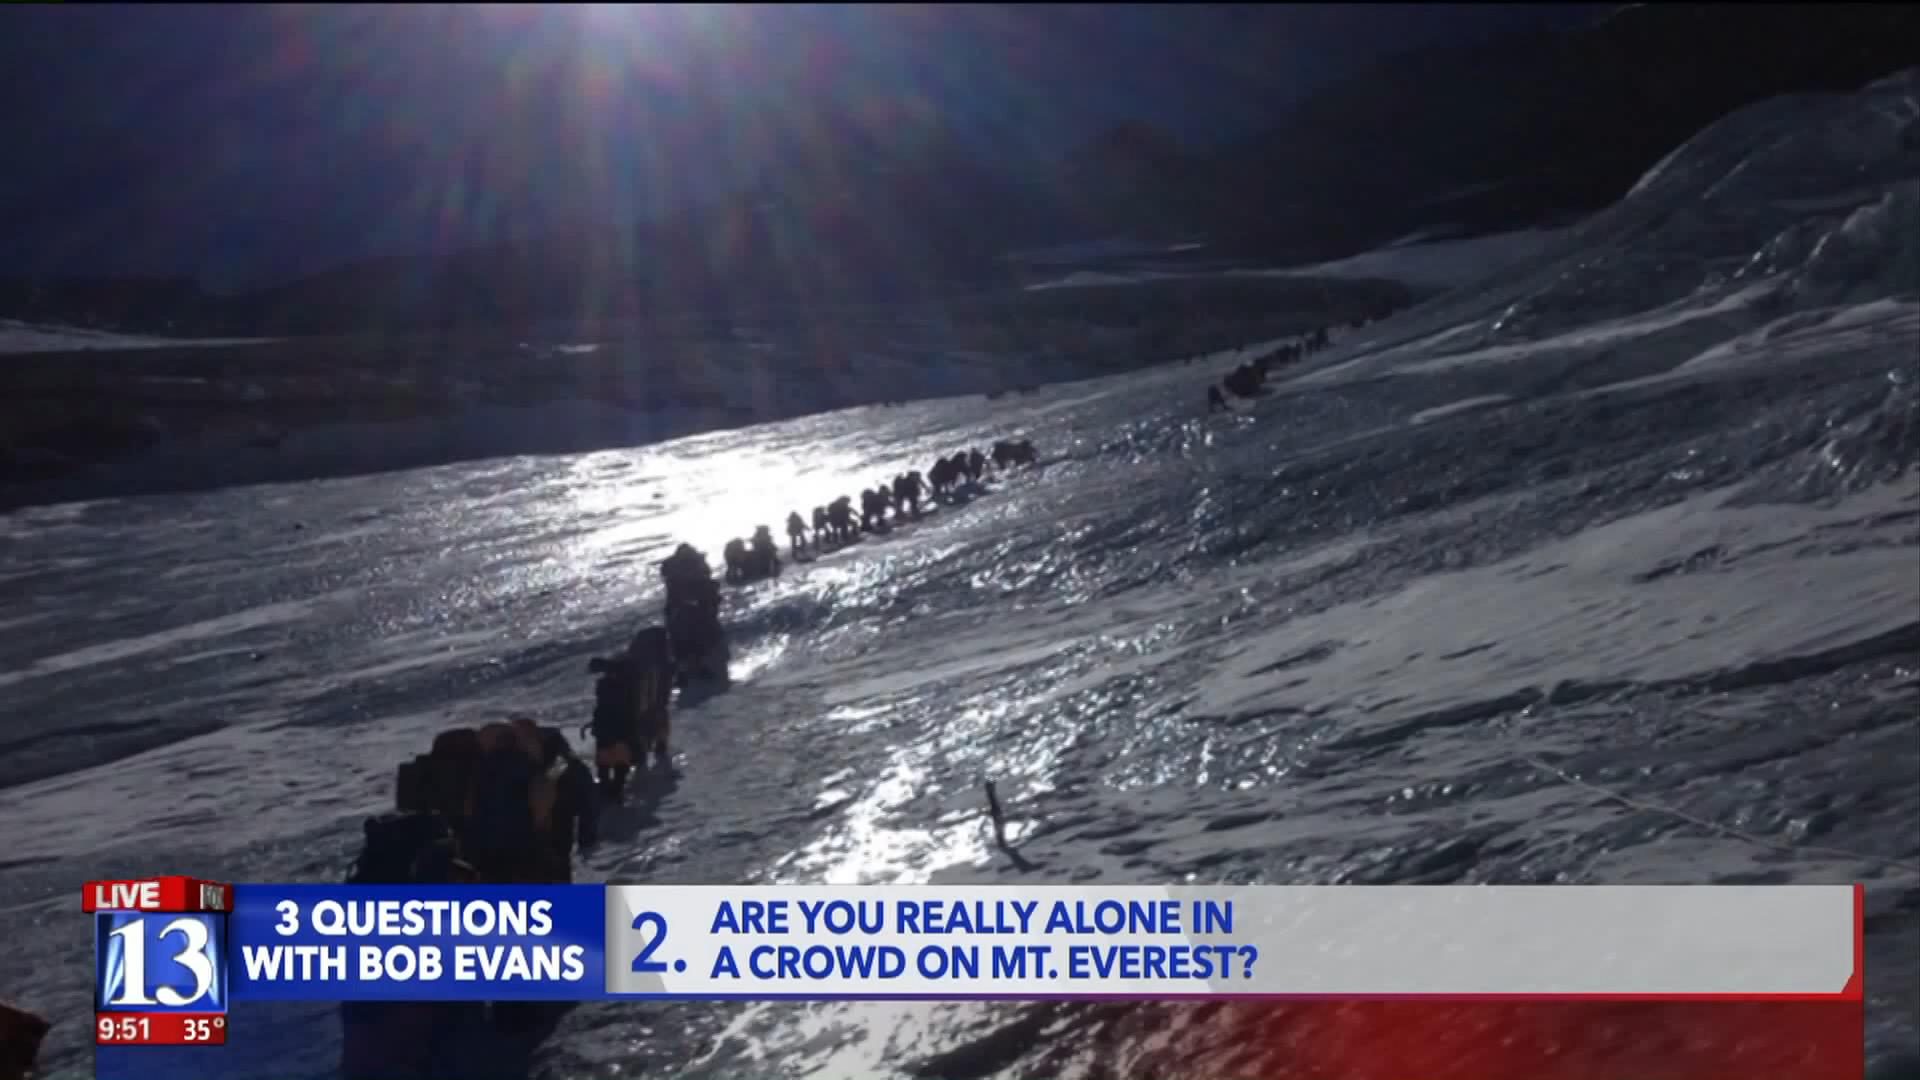 LIVE
FOX
13
9:51 35°
3 QUESTIONS
WITH BOB EVANS
2.
ARE YOU REALLY ALONE IN
A CROWD ON MT. EVEREST?